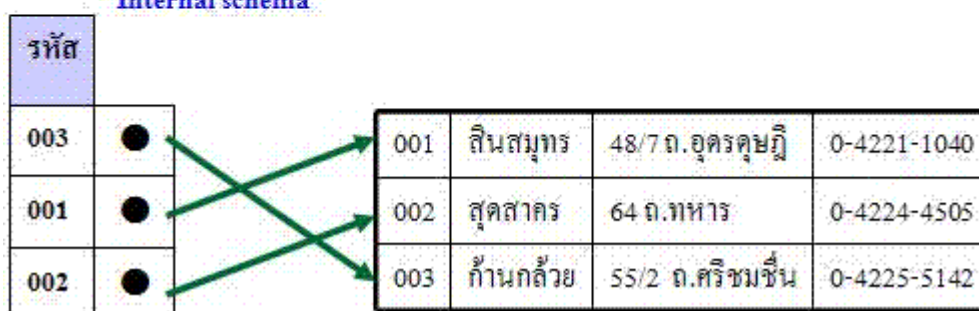 Internal schema
รหัส
003
001
002
001 สินสมุทร 48/7 ถ.อุดรดุษฎี 0-4221-1040
002 สุดสาคร 64 ถ.ทหาร 0-4224-4505
003 ก้านกล้วย 55/2 ถ.ศรีชมชื่น 0-4225-5142